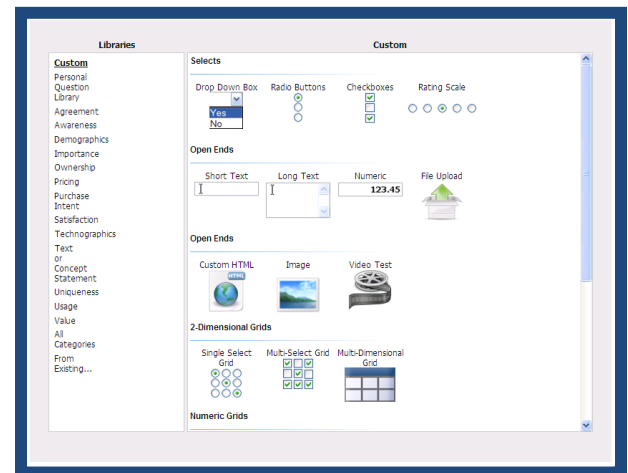 Libraries
Custom
Custom
Personal
Question
Library
Agreement
Awareness
Demographics
Importance
Ownership
Pricing
Purchase
Intent
Satisfaction
Technographics
Text
or
Concept
Statement
Uniqueness
Usage
Value
All
Categories
From
Existing...
Selects
Drop Down Box Radio Buttons Checkboxes Rating Scale
Yes
No
Open Ends
Short Text Long Text Numeric File Upload
123.45
Open Ends
Custom HTML Image Video Test
HTML
2-Dimensional Grids
Single Select
Grid
Multi-Select Grid
Multi-Dimensional
Grid
Numeric Grids